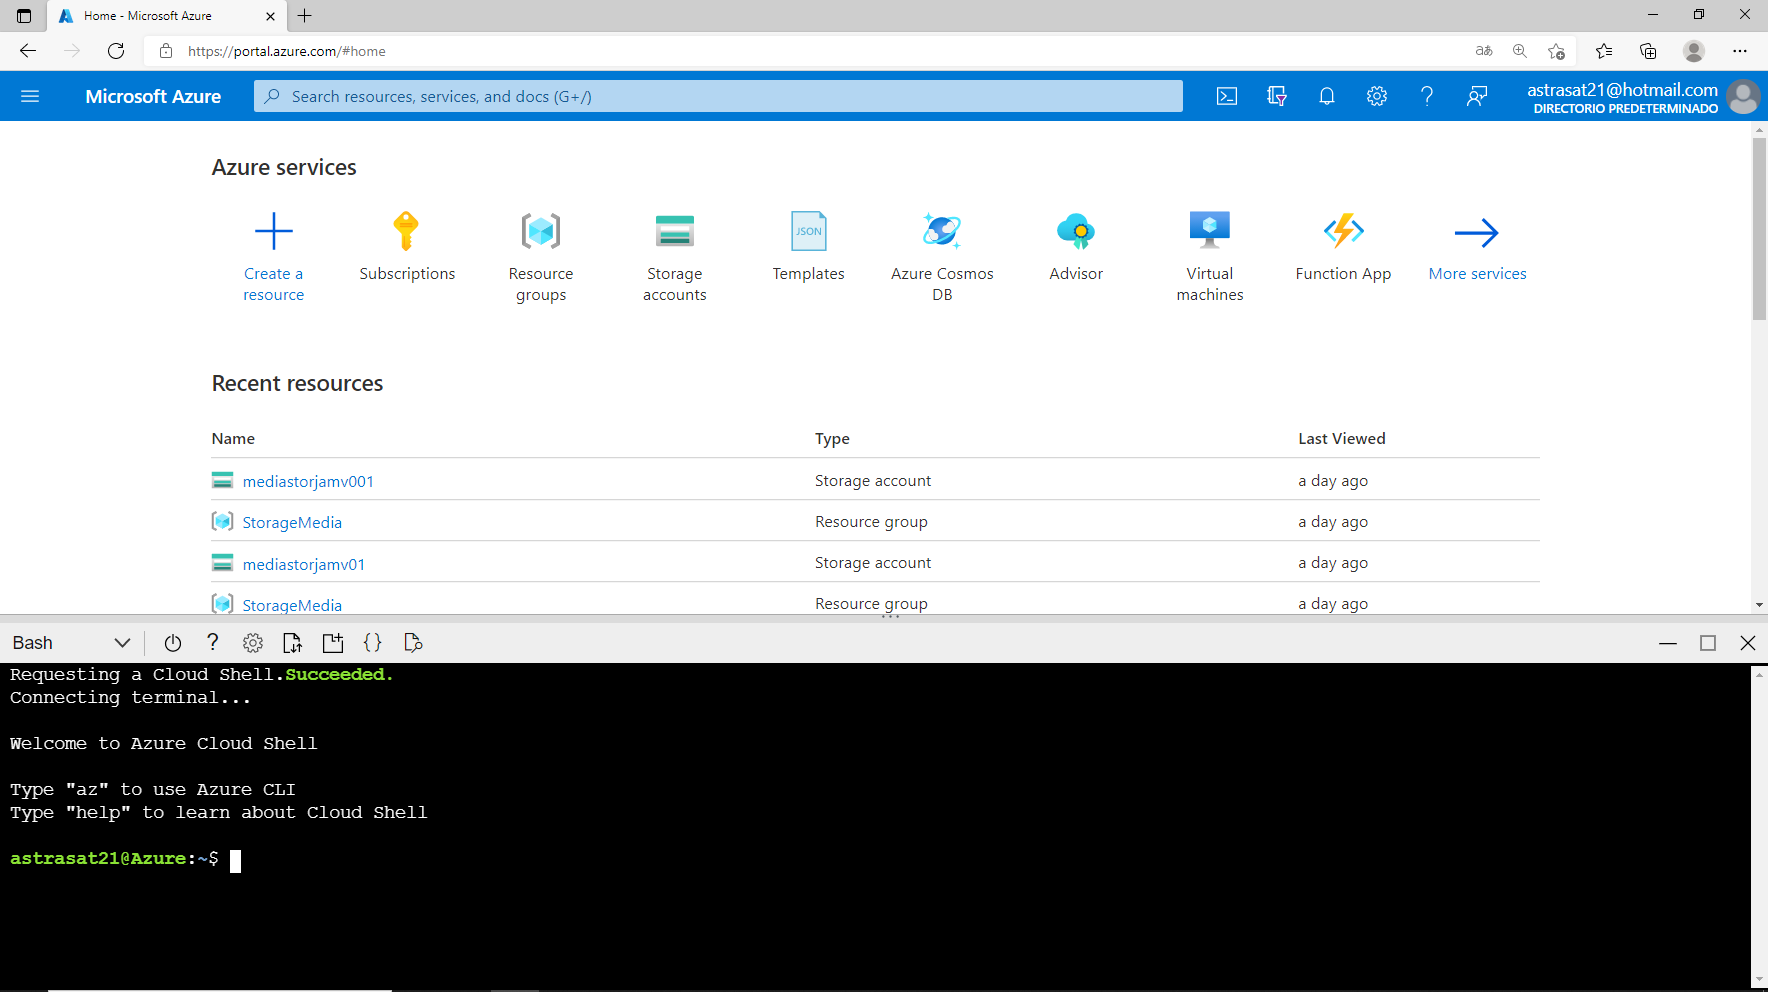 Home - Microsoft Azure
https://portal.azure.com/#home
aあ
Microsoft Azure
Search resources, services, and docs (G+/)
astrasat21@hotmail.com
DIRECTORIO PREDETERMINADO
Azure services
Create a resource
Subscriptions
Resource groups
Storage accounts
JSON
Templates
Azure Cosmos DB
Advisor
Virtual machines
Function App
More services
Recent resources
Name Type Last Viewed
mediastorjamv001 Storage account a day ago
StorageMedia Resource group a day ago
mediastorjamv01 Storage account a day ago
StorageMedia Resource group a day ago
Bash
Requesting a Cloud Shell.Succeeded.
Connecting terminal...
Welcome to Azure Cloud Shell
Type "az" to use Azure CLI
Type "help" to learn about Cloud Shell
astrasat21@Azure:~$